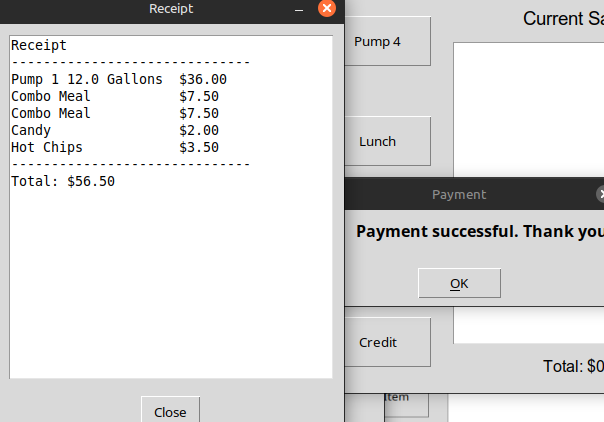 Receipt
Receipt
------------------------------
Pump 1 12.0 Gallons  $36.00
Combo Meal           $7.50
Combo Meal           $7.50
Candy                $2.00
Hot Chips            $3.50
------------------------------
Total: $56.50
Close
Pump 4
Lunch
Credit
Current Sa
Payment
Payment successful. Thank you
OK
Total: $0
Item